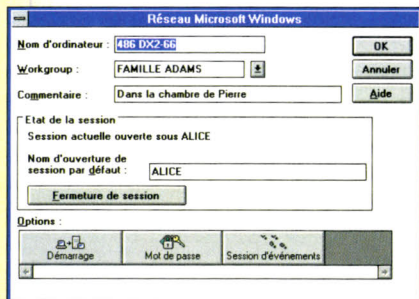 Réseau Microsoft Windows
Nom d'ordinateur : 486 DX2-66 OK
Workgroup : FAMILLE ADAMS Annuler
Commentaire : Dans la chambre de Pierre Aide
Etat de la session
Session actuelle ouverte sous ALICE
Nom d'ouverture de
session par défaut : ALICE
Fermeture de session
Options :
Démarrage Mot de passe Session d'événements